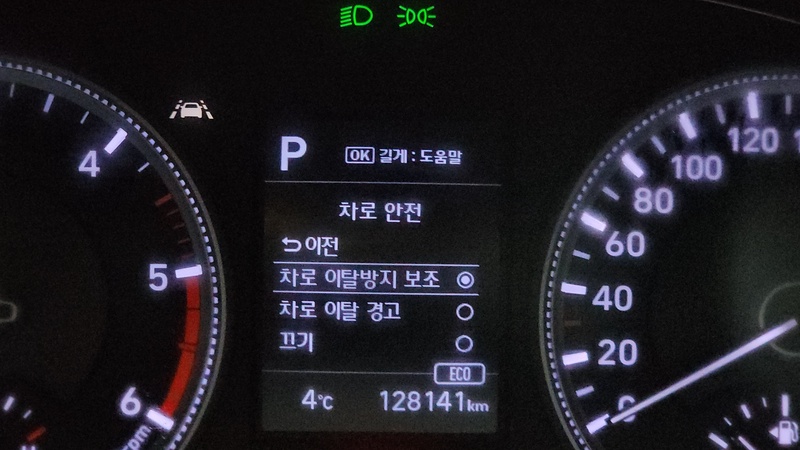 P
OK 길게 : 도움말
차로 안전
이전
차로 이탈방지 보조
차로 이탈 경고
끄기
ECO
4°C 128141km
4
5
6
120
100
80
60
40
20
0